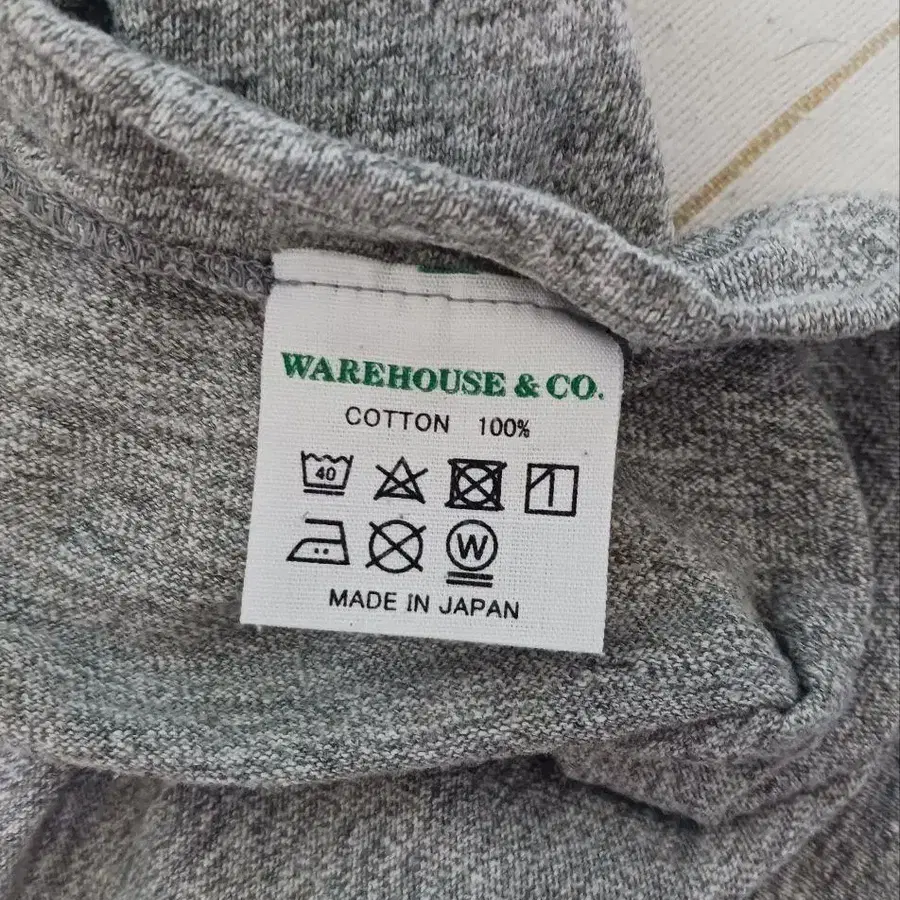 WAREHOUSE & CO.
COTTON 100%
40
W
MADE IN JAPAN